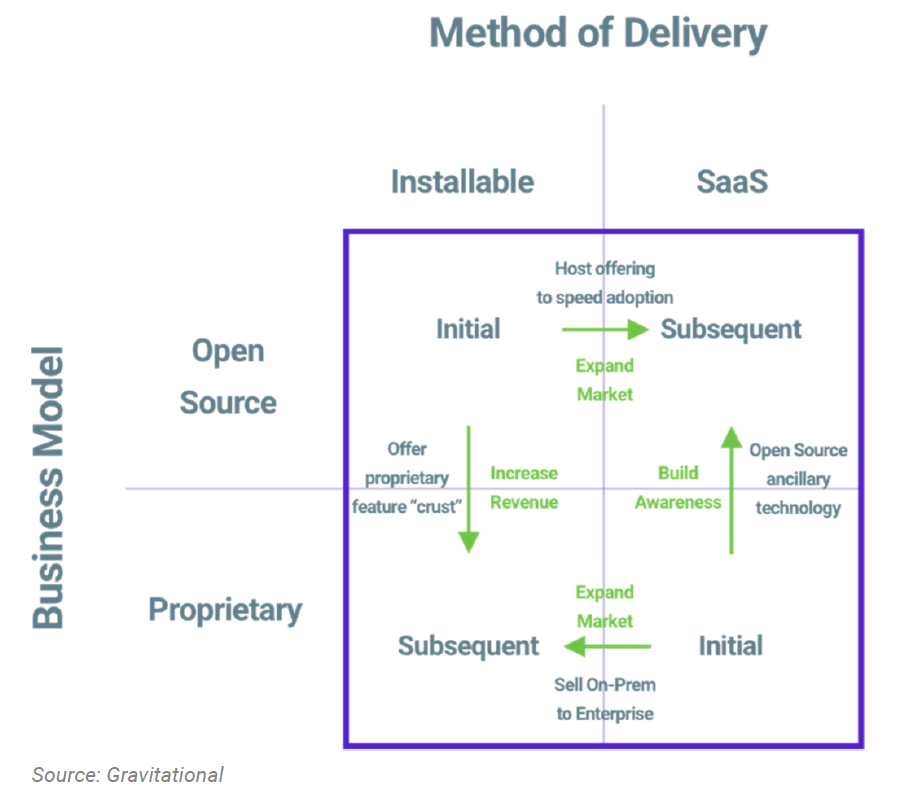 Method of Delivery
Installable
SaaS
Business Model
Open
Source
Proprietary
Host offering
to speed adoption
Initial
Subsequent
Expand
Market
Offer
proprietary
feature “crust”
Increase
Revenue
Build
Awareness
Open Source
ancillary
technology
Expand
Market
Subsequent
Initial
Sell On-Prem
to Enterprise
Source: Gravitational